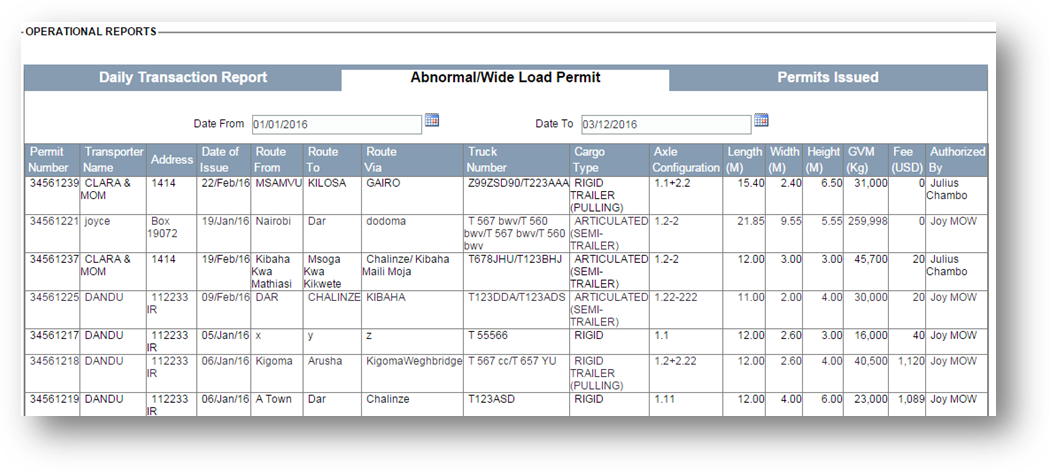 OPERATIONAL REPORTS
Daily Transaction Report Abnormal/Wide Load Permit Permits Issued
Date From 01/01/2016 Date To 03/12/2016
Permit Transporter Address Date of Route Route Route Truck Cargo Axle Length Width Height GVM Fee Authorized
Number Name Issue From To Via Number Type Configuration (M) (M) (M) (Kg) (USD) By
34561239 CLARA & 1414 22/Feb/16 MSAMVU KILOSA GAIRO Z99ZSD90/T223AAA RIGID 1.1+2.2 15.40 2.40 6.50 31,000 0 Julius
MOM TRAILER Chambo
(PULLING)
34561221 joyce Box 19/Jan/16 Nairobi Dar dodoma T 567 bwv/T 560 ARTICULATED 1.2-2 21.85 9.55 5.55 259,998 0 Joy MOW
19072 bwv/T 567 bwv/T 560 (SEMI-
bwv TRAILER)
34561237 CLARA & 1414 19/Feb/16 Kibaha Msoga Chalinze/ Kibaha T678JHU/T123BHJ ARTICULATED 1.2-2 12.00 3.00 3.00 45,700 20 Julius
MOM Kwa Kwa Maili Moja (SEMI- Chambo
Mathiasi Kikwete TRAILER)
34561225 DANDU 112233 09/Feb/16 DAR CHALINZE KIBAHA T123DDA/T123ADS ARTICULATED 1.22-222 11.00 2.00 4.00 30,000 20 Joy MOW
IR (SEMI-
TRAILER)
34561217 DANDU 112233 05/Jan/16 x y z T 55566 RIGID 1.1 12.00 2.60 3.00 16,000 40 Joy MOW
IR
34561218 DANDU 112233 06/Jan/16 Kigoma Arusha KigomaWeghbridge T 567 cc/T 657 YU RIGID 1.2+2.22 12.00 2.60 4.00 40,500 1,120 Joy MOW
IR TRAILER
(PULLING)
34561219 DANDU 112233 06/Jan/16 A Town Dar Chalinze T123ASD RIGID 1.11 12.00 4.00 6.00 23,000 1,089 Joy MOW
IR